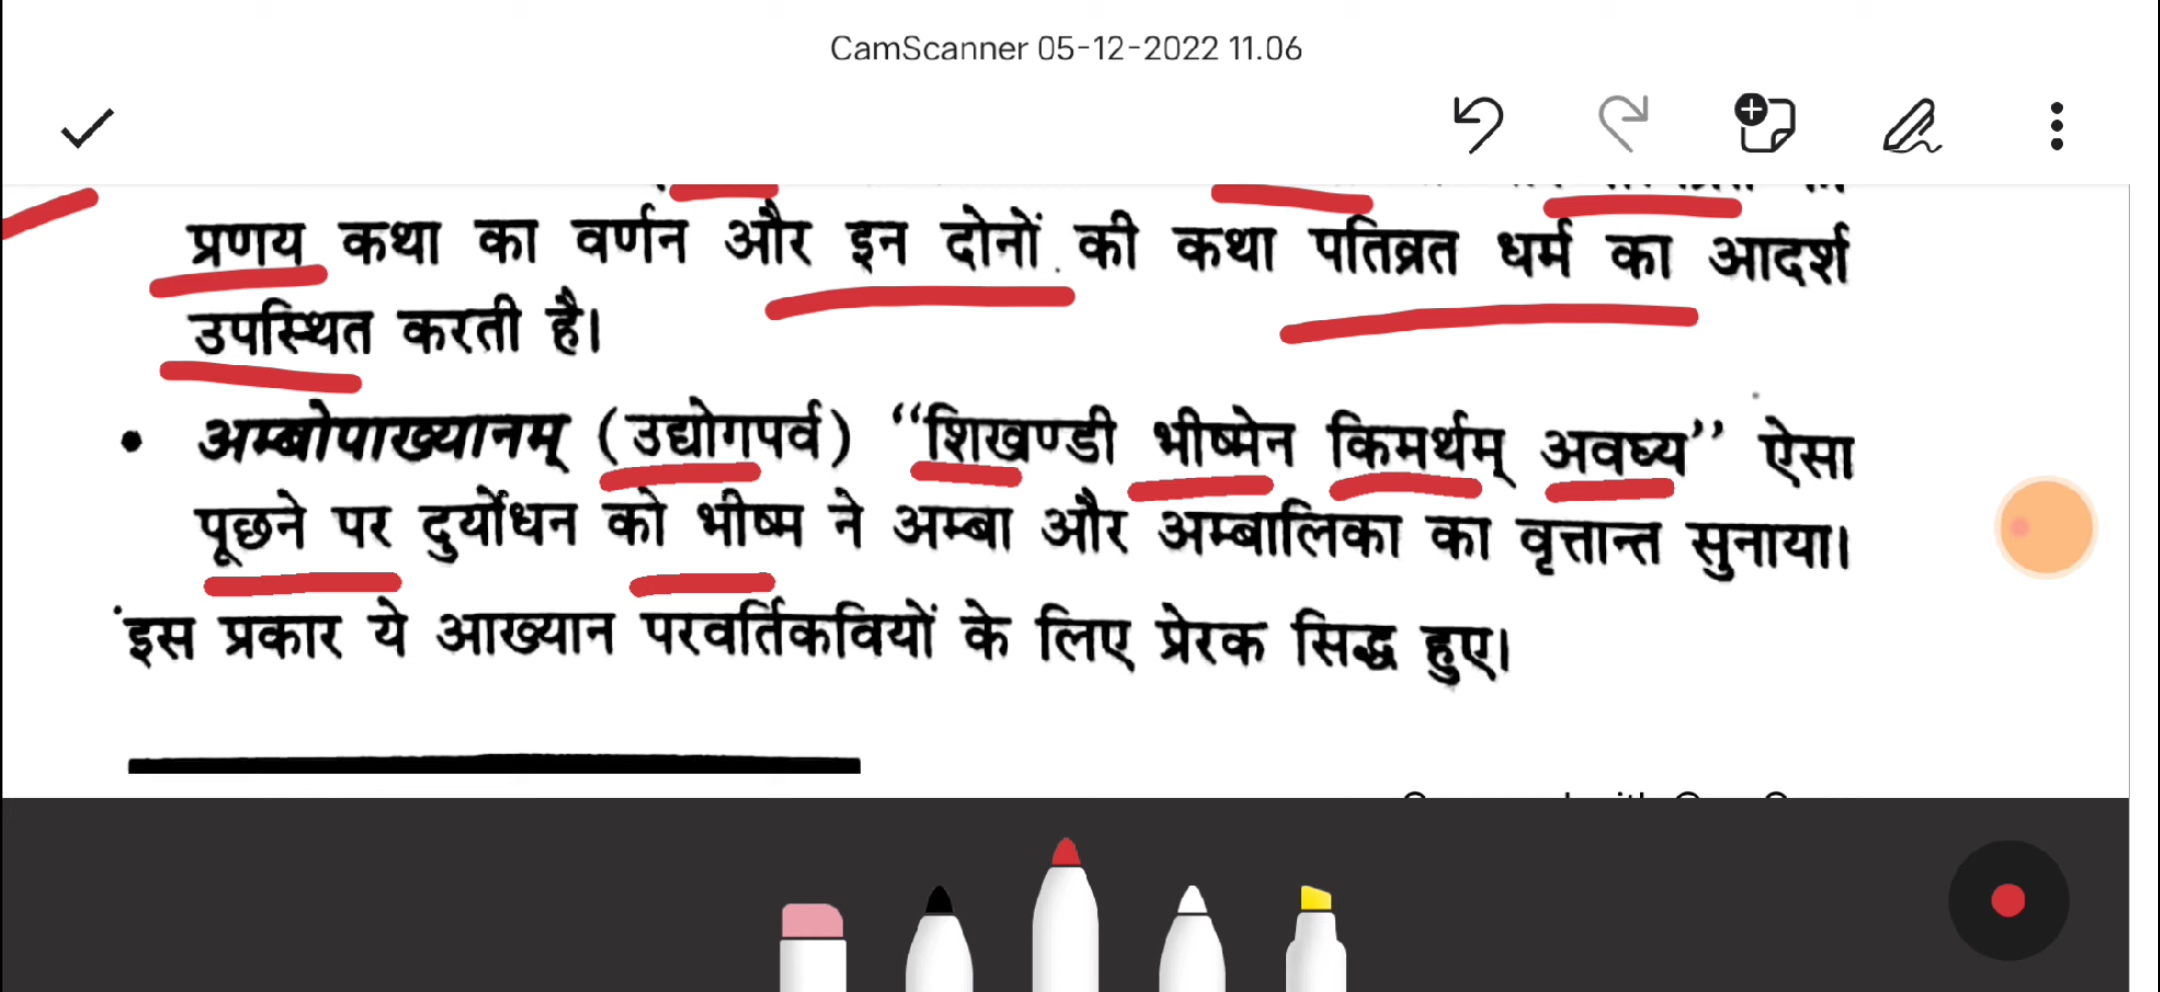 CamScanner 05-12-2022 11.06
प्रणय कथा का वर्णन और इन दोनों की कथा पतिव्रत धर्म का आदर्श
उपस्थित करती है।
• अम्बोपाख्यानम् (उद्योगपर्व) “शिखण्डी भीष्मेन किमर्थम् अवघ्य” ऐसा
पूछने पर दुर्योधन को भीष्म ने अम्बा और अम्बालिका का वृत्तान्त सुनाया।
इस प्रकार ये आख्यान परवर्तिकवियों के लिए प्रेरक सिद्ध हुए।